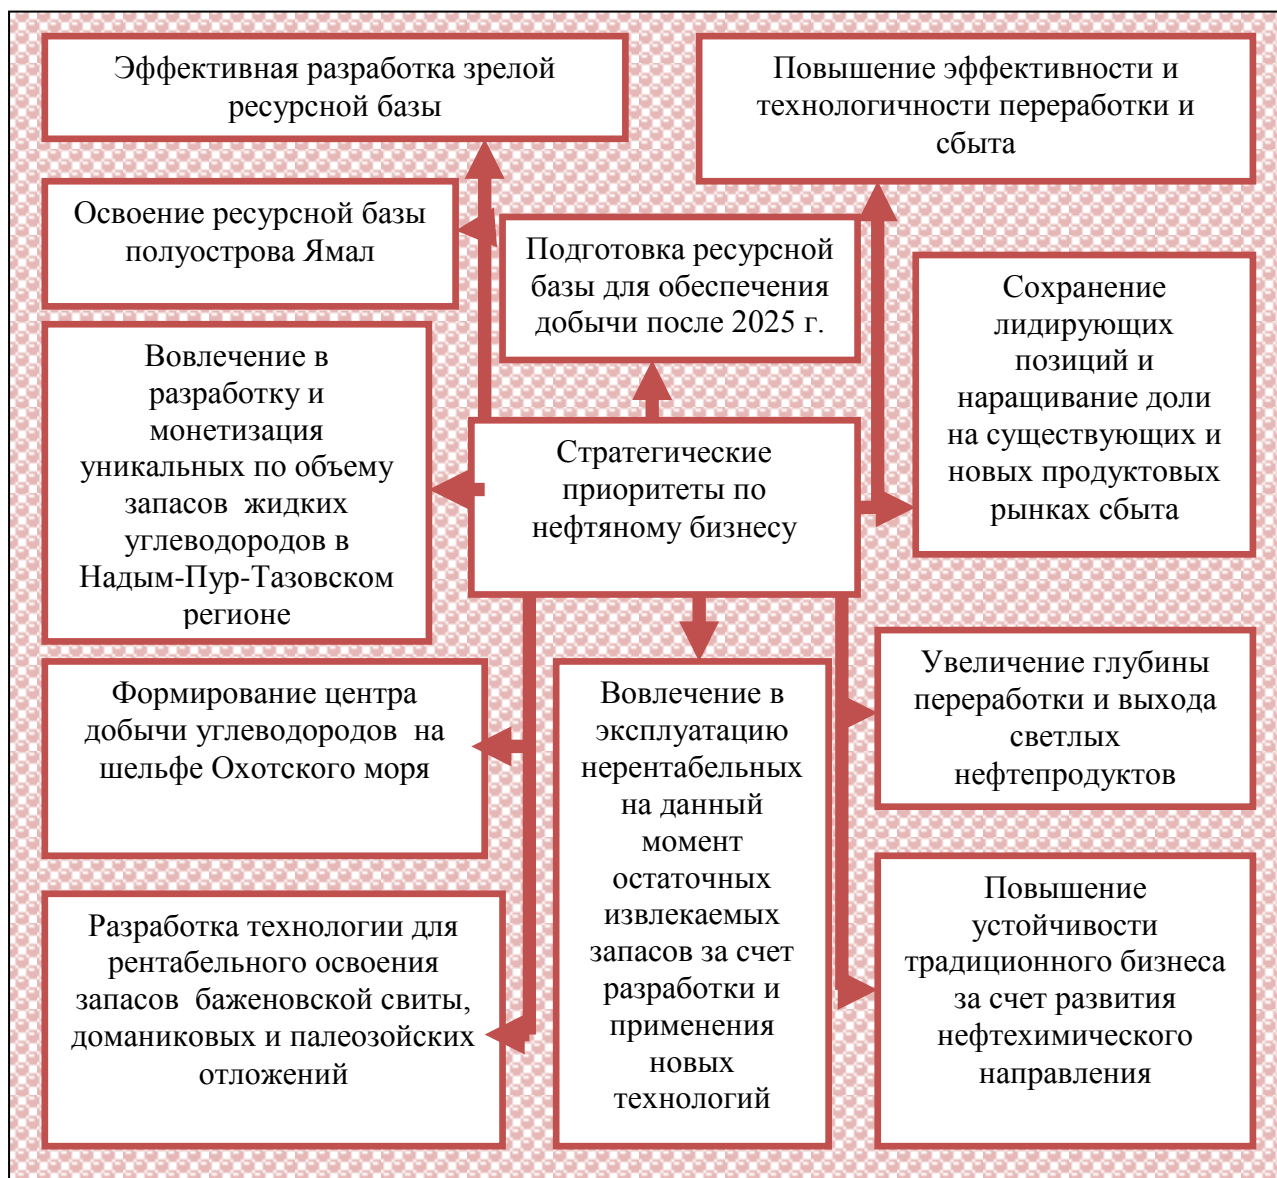 Эффективная разработка зрелой
ресурсной базы
Повышение эффективности и
технологичности переработки и
сбыта
Освоение ресурсной базы
полуострова Ямал
Подготовка ресурсной
базы для обеспечения
добычи после 2025 г.
Сохранение
лидирующих
позиций и
наращивание доли
на существующих и
новых продуктовых
рынках сбыта
Вовлечение в
разработку и
монетизация
уникальных по объему
запасов жидких
углеводородов в
Надым-Пур-Тазовском
регионе
Стратегические
приоритеты по
нефтяному бизнесу
Увеличение глубины
переработки и выхода
светлых
нефтепродуктов
Формирование центра
добычи углеводородов на
шельфе Охотского моря
Вовлечение в
эксплуатацию
нерентабельных
на данный
момент
остаточных
извлекаемых
запасов за счет
разработки и
применения
новых
технологий
Повышение
устойчивости
традиционного бизнеса
за счет развития
нефтехимического
направления
Разработка технологии для
рентабельного освоения
запасов баженовской свиты,
доманиковых и палеозойских
отложений